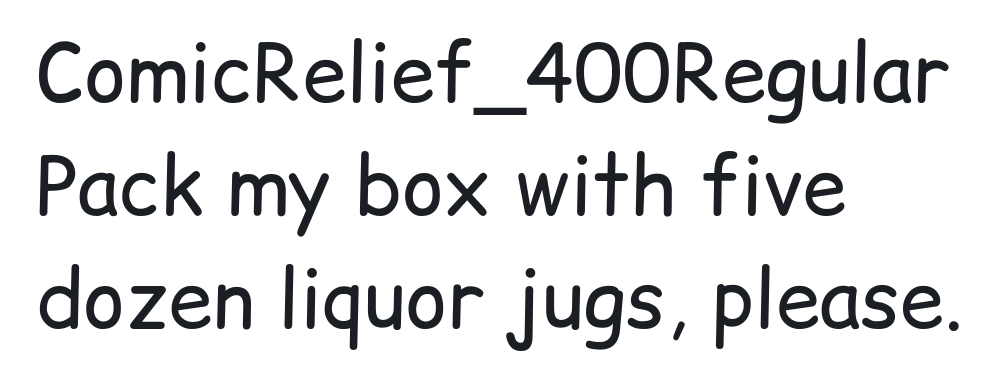 ComicRelief_400Regular
Pack my box with five
dozen liquor jugs, please.